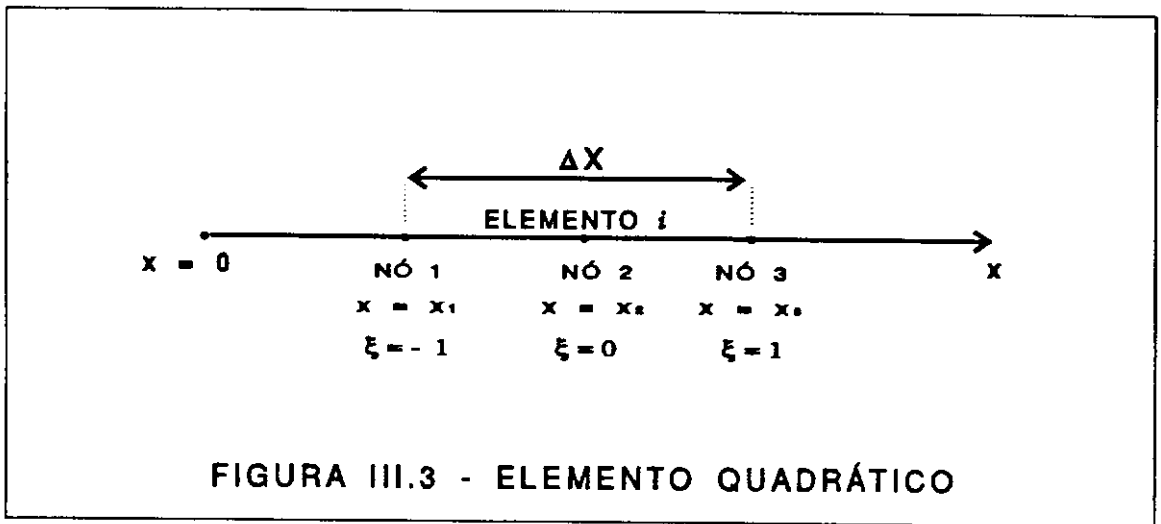 ΔX
ELEMENTO i
x = 0 NÓ 1 NÓ 2 NÓ 3 x
x = x₁ x = x₂ x = x₃
ξ = - 1 ξ = 0 ξ = 1
FIGURA III.3 - ELEMENTO QUADRÁTICO